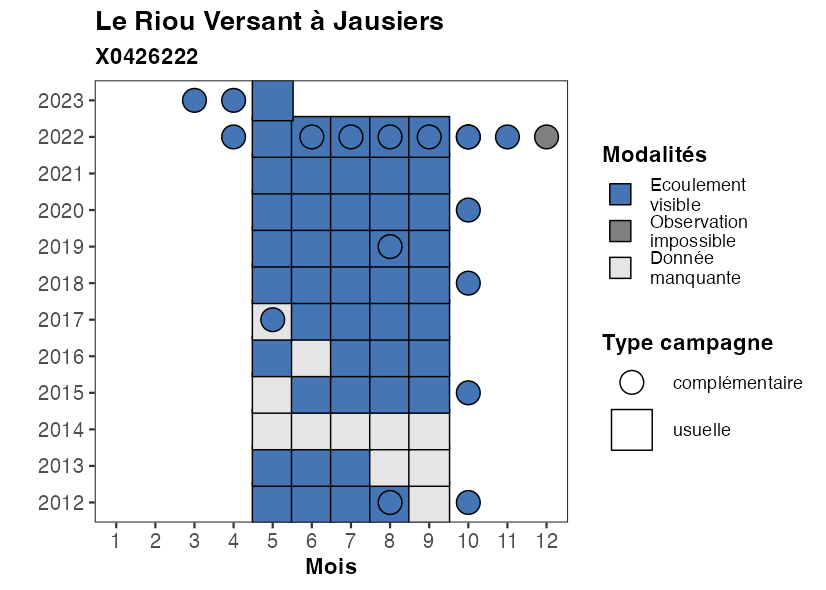 Le Riou Versant à Jausiers
X0426222
2023
2022
2021
2020
2019
2018
2017
2016
2015
2014
2013
2012
1 2 3 4 5 6 7 8 9 10 11 12
Mois
Modalités
Ecoulement
visible
Observation
impossible
Donnée
manquante
Type campagne
complémentaire
usuelle